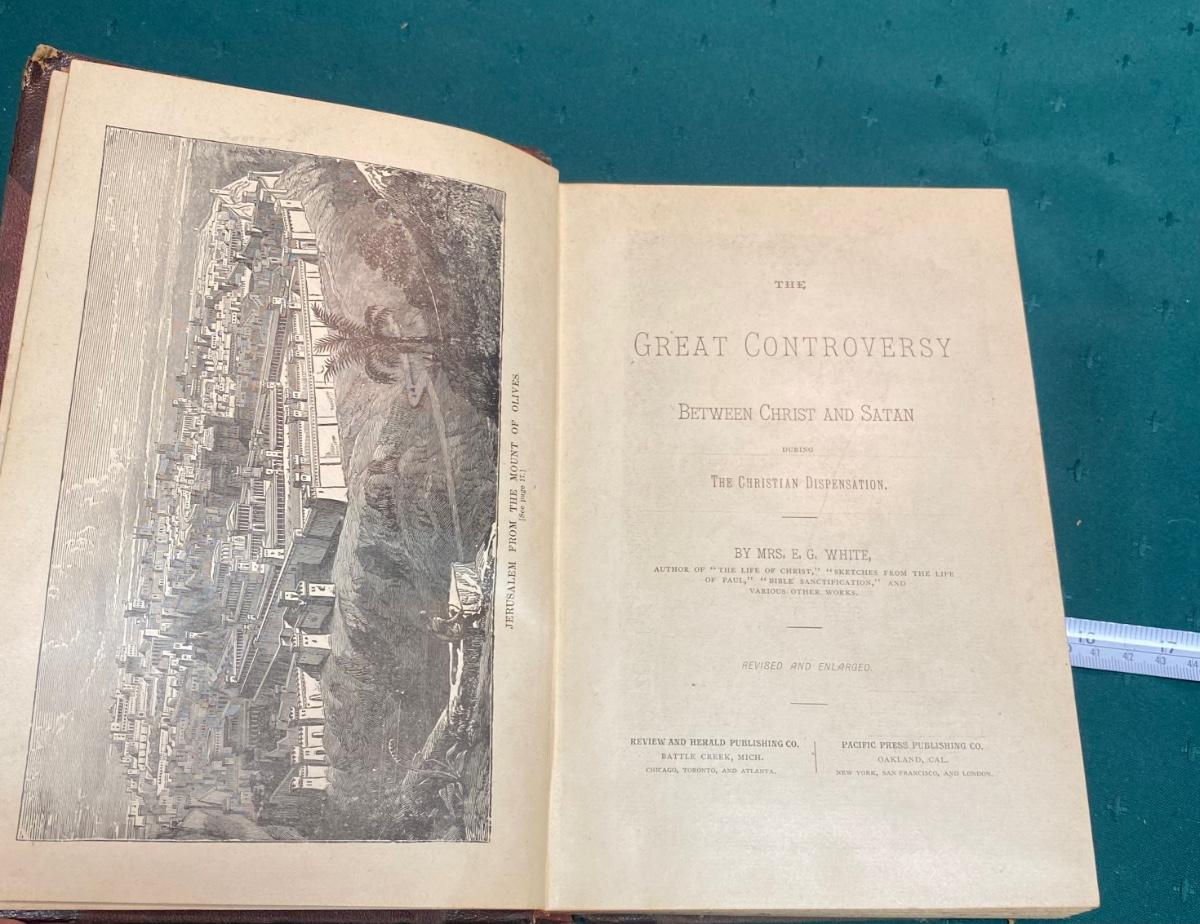 JERUSALEM FROM THE MOUNT OF OLIVES.
[See page 17.]
THE
GREAT CONTROVERSY
BETWEEN CHRIST AND SATAN
DURING
THE CHRISTIAN DISPENSATION.
BY MRS. E. G. WHITE,
AUTHOR OF "THE LIFE OF CHRIST," "SKETCHES FROM THE LIFE
OF PAUL," "BIBLE SANCTIFICATION," AND
VARIOUS OTHER WORKS.
REVISED AND ENLARGED.
REVIEW AND HERALD PUBLISHING CO.
BATTLE CREEK, MICH.
CHICAGO, TORONTO, AND ATLANTA.
PACIFIC PRESS PUBLISHING CO.
OAKLAND, CAL.
NEW YORK, SAN FRANCISCO, AND LONDON.
16 17
41 42 43 44